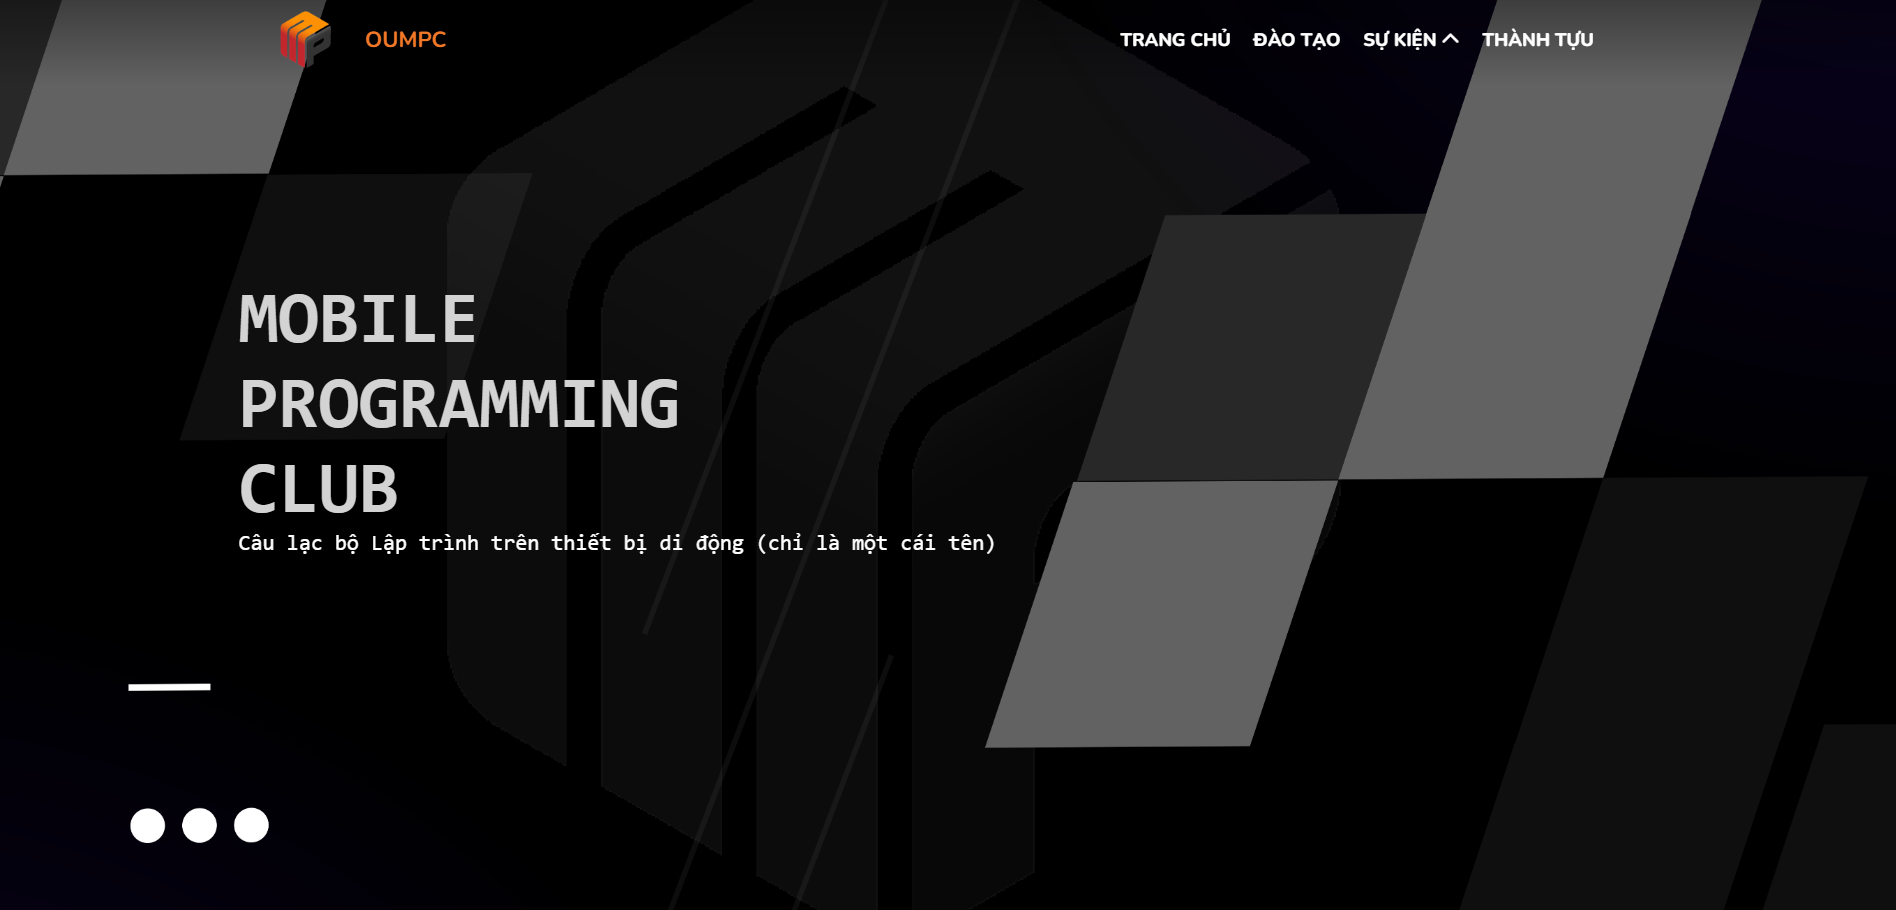 OUMPC
TRANG CHỦ ĐÀO TẠO SỰ KIỆN THÀNH TỰU
MOBILE
PROGRAMMING
CLUB
Câu lạc bộ Lập trình trên thiết bị di động (chỉ là một cái tên)